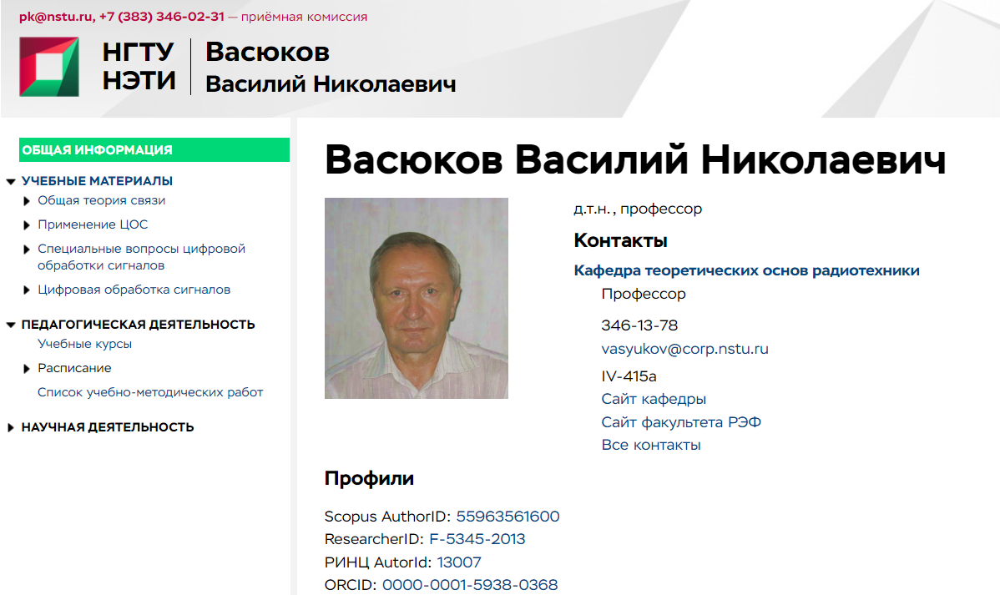 pk@nstu.ru, +7 (383) 346-02-31 — приёмная комиссия
НГТУ
НЭТИ
Васюков
Василий Николаевич
ОБЩАЯ ИНФОРМАЦИЯ
УЧЕБНЫЕ МАТЕРИАЛЫ
Общая теория связи
Применение ЦОС
Специальные вопросы цифровой
обработки сигналов
Цифровая обработка сигналов
ПЕДАГОГИЧЕСКАЯ ДЕЯТЕЛЬНОСТЬ
Учебные курсы
Расписание
Список учебно-методических работ
НАУЧНАЯ ДЕЯТЕЛЬНОСТЬ
Васюков Василий Николаевич
д.т.н., профессор
Контакты
Кафедра теоретических основ радиотехники
Профессор
346-13-78
vasyukov@corp.nstu.ru
IV-415а
Сайт кафедры
Сайт факультета РЭФ
Все контакты
Профили
Scopus AuthorID: 55963561600
ResearcherID: F-5345-2013
РИНЦ AutorId: 13007
ORCID: 0000-0001-5938-0368